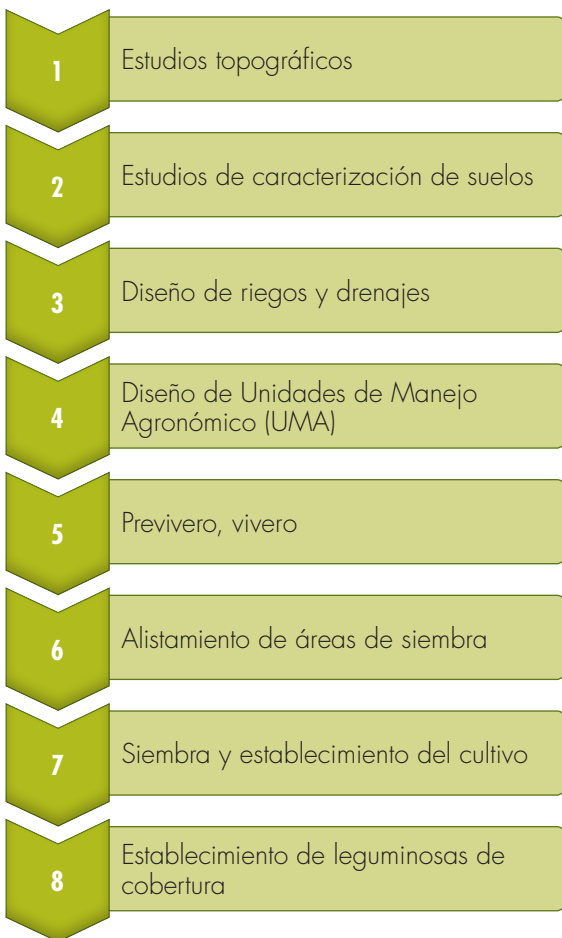 1
Estudios topográficos
2
Estudios de caracterización de suelos
3
Diseño de riegos y drenajes
4
Diseño de Unidades de Manejo
Agronómico (UMA)
5
Previvero, vivero
6
Alistamiento de áreas de siembra
7
Siembra y establecimiento del cultivo
8
Establecimiento de leguminosas de
cobertura